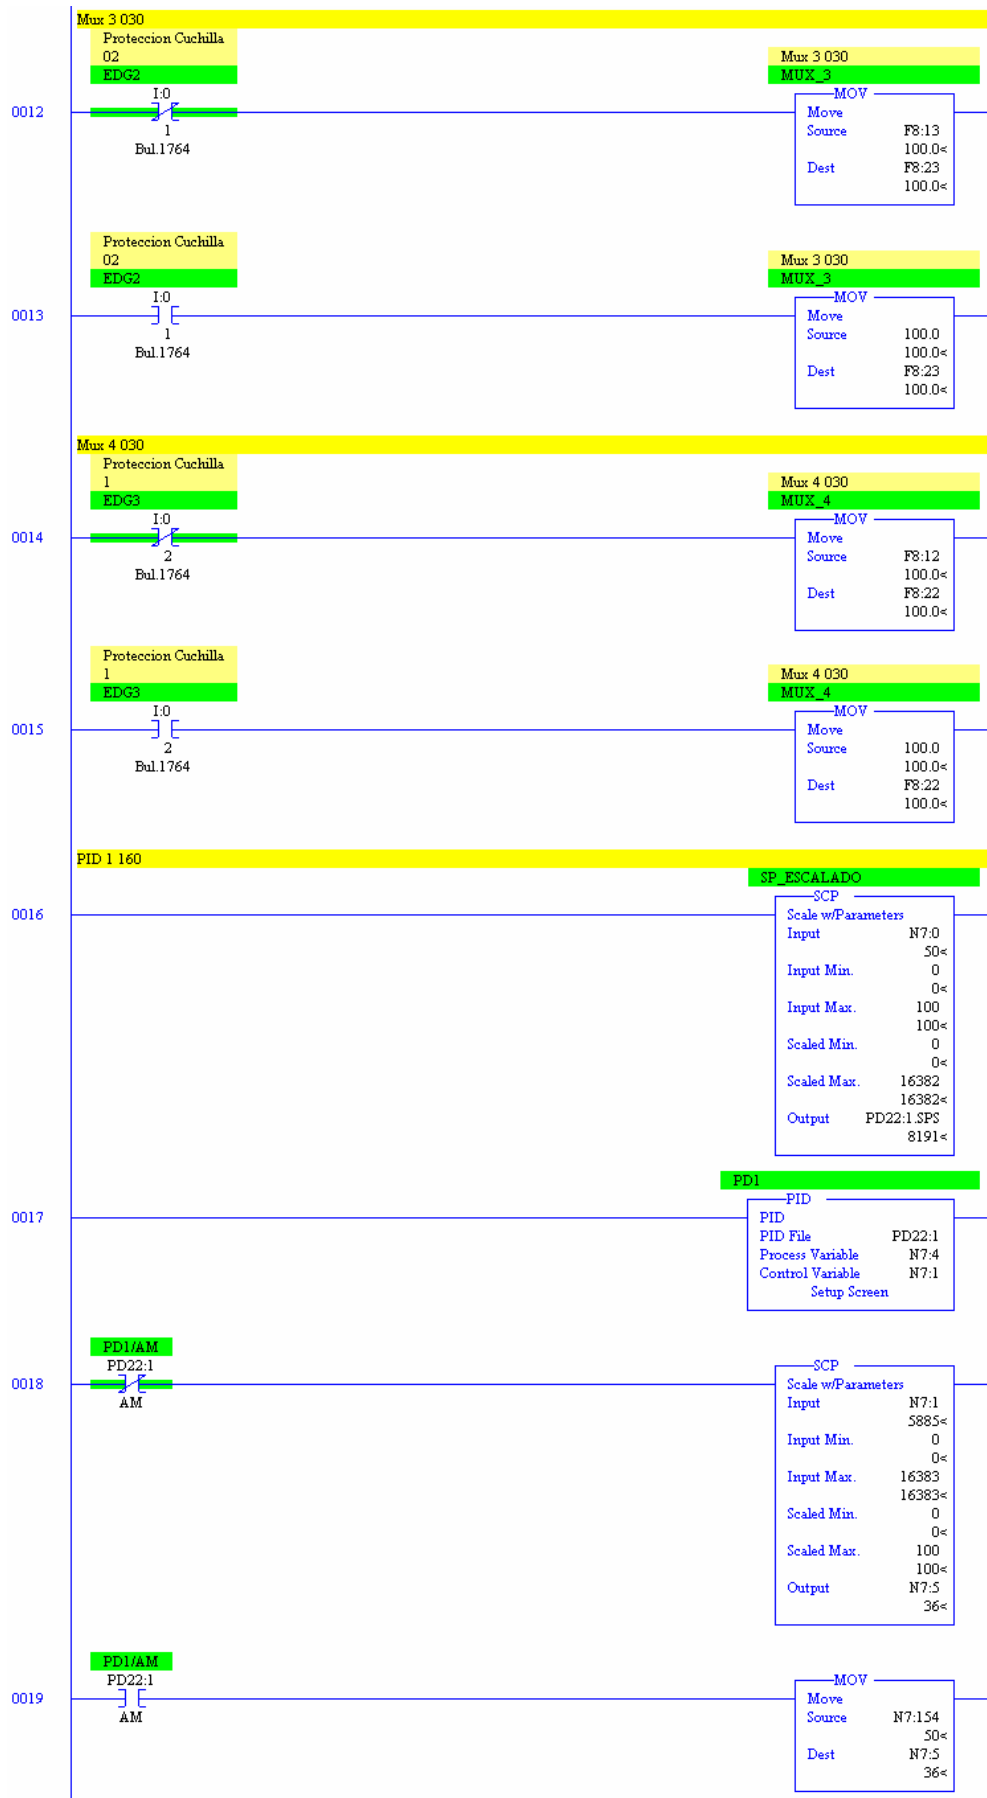 Mux 3 030
Proteccion Cuchilla
02
EDG2
I:0
1
Bul.1764
0012
Mux 3 030
MUX_3
MOV
Move
Source F8:13
100.0<
Dest F8:23
100.0<
Proteccion Cuchilla
02
EDG2
I:0
1
Bul.1764
0013
Mux 3 030
MUX_3
MOV
Move
Source 100.0
100.0<
Dest F8:23
100.0<
Mux 4 030
Proteccion Cuchilla
1
EDG3
I:0
2
Bul.1764
0014
Mux 4 030
MUX_4
MOV
Move
Source F8:12
100.0<
Dest F8:22
100.0<
Proteccion Cuchilla
1
EDG3
I:0
2
Bul.1764
0015
Mux 4 030
MUX_4
MOV
Move
Source 100.0
100.0<
Dest F8:22
100.0<
PID 1 160
0016
SP_ESCALADO
SCP
Scale w/Parameters
Input N7:0
50<
Input Min. 0
0<
Input Max. 100
100<
Scaled Min. 0
0<
Scaled Max. 16382
16382<
Output PD22:1.SPS
8191<
0017
PD1
PID
PID
PID File PD22:1
Process Variable N7:4
Control Variable N7:1
Setup Screen
PD1/AM
PD22:1
AM
0018
SCP
Scale w/Parameters
Input N7:1
5885<
Input Min. 0
0<
Input Max. 16383
16383<
Scaled Min. 0
0<
Scaled Max. 100
100<
Output N7:5
36<
PD1/AM
PD22:1
AM
0019
MOV
Move
Source N7:154
50<
Dest N7:5
36<